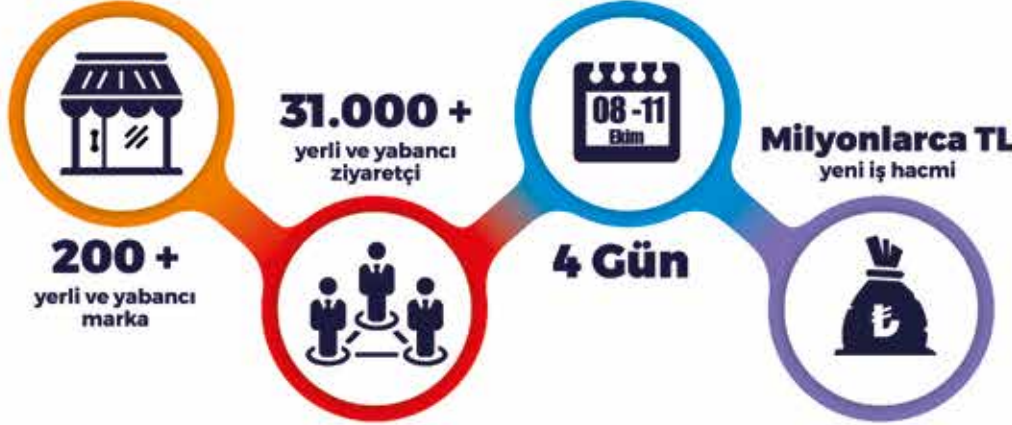 200 +
yerli ve yabancı
marka
31.000 +
yerli ve yabancı
ziyaretçi
08 -11
Ekim
4 Gün
Milyonlarca TL
yeni iş hacmi
₺